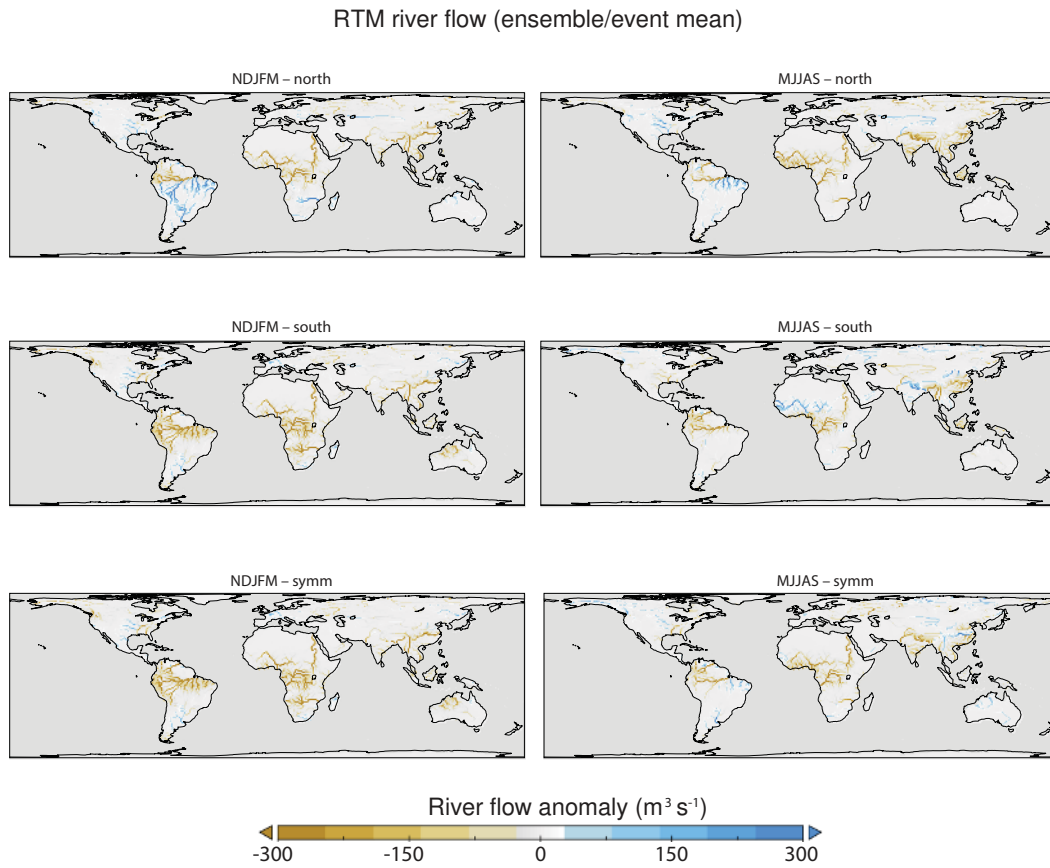 RTM river flow (ensemble/event mean)
NDJFM – north
MJJAS – north
NDJFM – south
MJJAS – south
NDJFM – symm
MJJAS – symm
River flow anomaly (m³ s⁻¹)
-300 -150 0 150 300